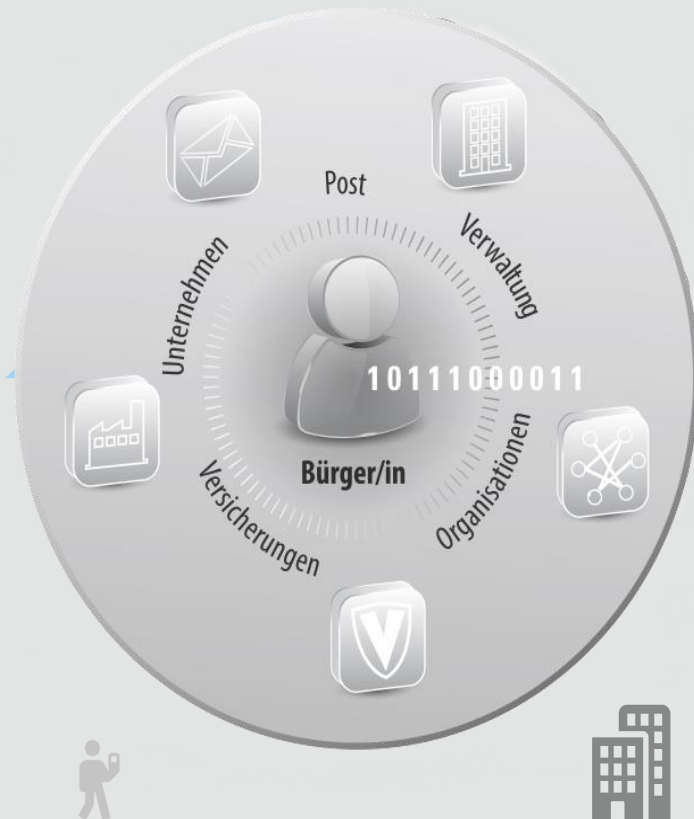 Post
Verwaltung
Unternehmen
10111000011
Bürger/in
Organisationen
Versicherungen
V